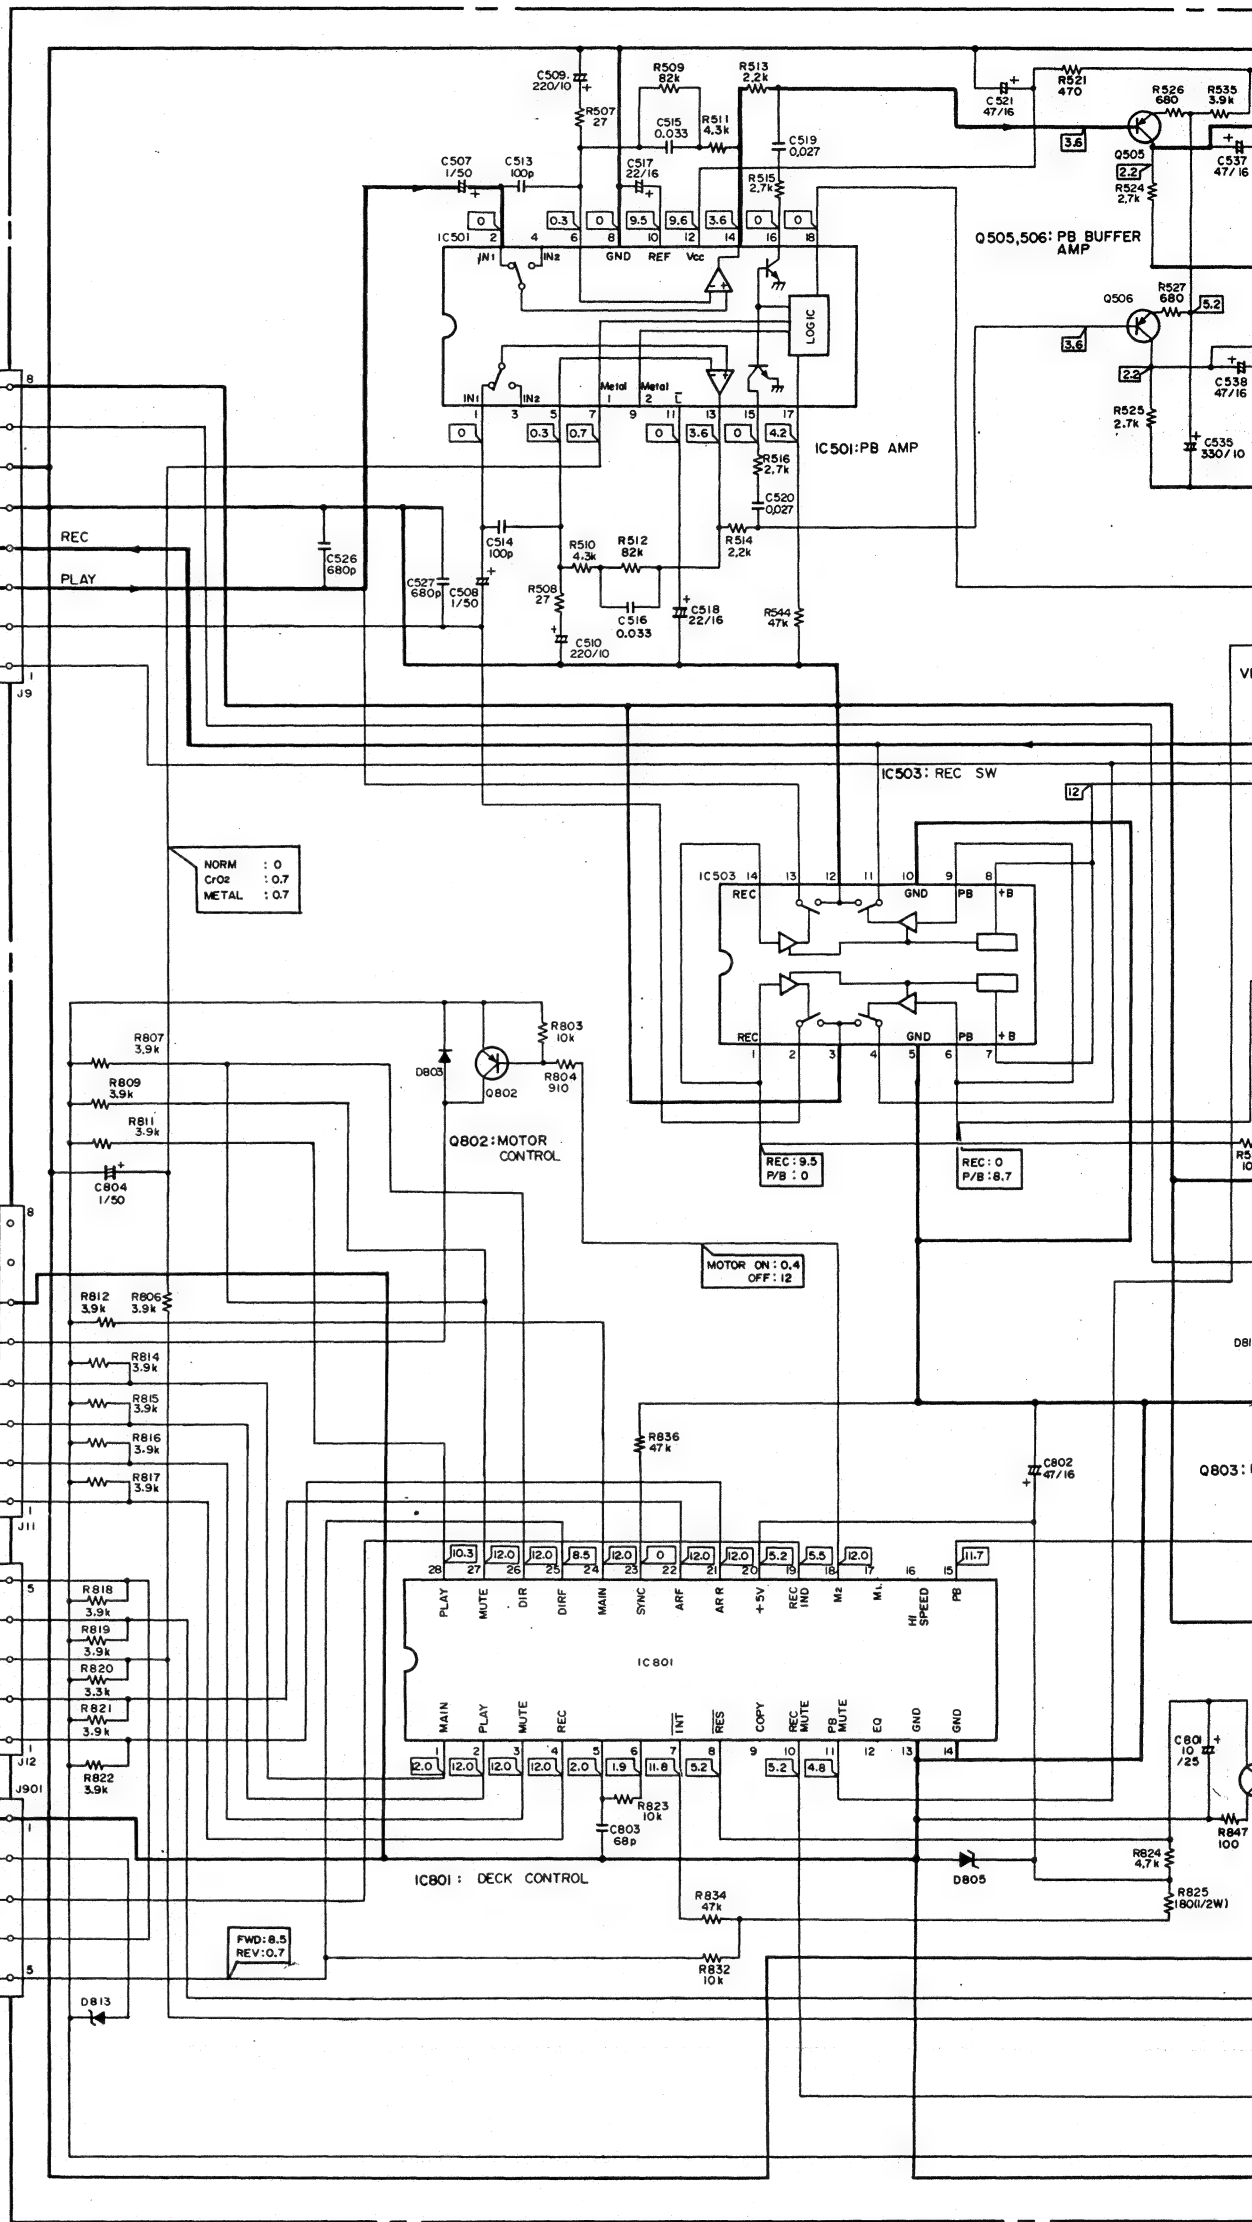 C509
220/10
R507
27
R509
82k
C515
0.033
R511
4.3k
R513
2.2k
C519
0.027
R515
2.7k
C507
1/50
C513
100p
C517
22/16
C521
47/16
R521
470
R526
680
R535
3.9k
3.6
Q505
2.2
R524
2.7k
C537
47/16
Q505,506: PB BUFFER
AMP
0
0.3
0
9.5
9.6
3.6
0
0
IC501
2
4
6
8
10
12
14
16
18
IN1
IN2
GND
REF
Vcc
LOGIC
IN1
IN2
Metal
1
Metal
2
L
1
3
5
7
9
11
13
15
17
0
0.3
0.7
0
3.6
0
4.2
IC501:PB AMP
Q506
R527
680
5.2
3.6
2.2
C538
47/16
R525
2.7k
C535
330/10
R516
2.7k
C520
0.027
R514
2.2k
C514
100p
R510
4.3k
R512
82k
R508
27
C516
0.033
C510
220/10
C518
22/16
R544
47k
C526
680p
C527
680p
C508
1/50
8
REC
PLAY
1
J9
IC503: REC SW
12
NORM : 0
CrO2 : 0.7
METAL : 0.7
IC503
14
13
12
11
10
9
8
REC
GND
PB
+B
REC
GND
PB
+B
1
2
3
4
5
6
7
REC:9.5
P/B:0
REC:0
P/B:8.7
R807
3.9k
R809
3.9k
R811
3.9k
D803
Q802
R803
10k
R804
910
Q802:MOTOR
CONTROL
C804
1/50
MOTOR ON:0.4
OFF:12
8
R812
3.9k
R806
3.9k
R814
3.9k
R815
3.9k
R816
3.9k
R817
3.9k
1
J11
R836
47k
C802
47/16
Q803:
10.3
12.0
12.0
8.5
12.0
0
12.0
12.0
5.2
5.5
12.0
11.7
28
27
26
25
24
23
22
21
20
19
18
17
16
15
PLAY
MUTE
DIR
DIRF
MAIN
SYNC
ARF
ARR
+5V
REC
IND
M2
M1
HI
SPEED
PB
IC801
MAIN
PLAY
MUTE
REC
INT
RES
COPY
REC
MUTE
PB
MUTE
EQ
GND
GND
1
2
3
4
5
6
7
8
9
10
11
12
13
14
12.0
12.0
12.0
2.0
1.9
11.8
5.2
5.2
4.8
5
R818
3.9k
R819
3.9k
R820
3.3k
R821
3.9k
1
J12
R822
3.9k
J901
1
R823
10k
C803
68p
IC801: DECK CONTROL
C801
10
/25
R847
100
R824
4.7k
R825
180(1/2W)
D805
R834
47k
R832
10k
FWD:8.5
REV:0.7
5
D813